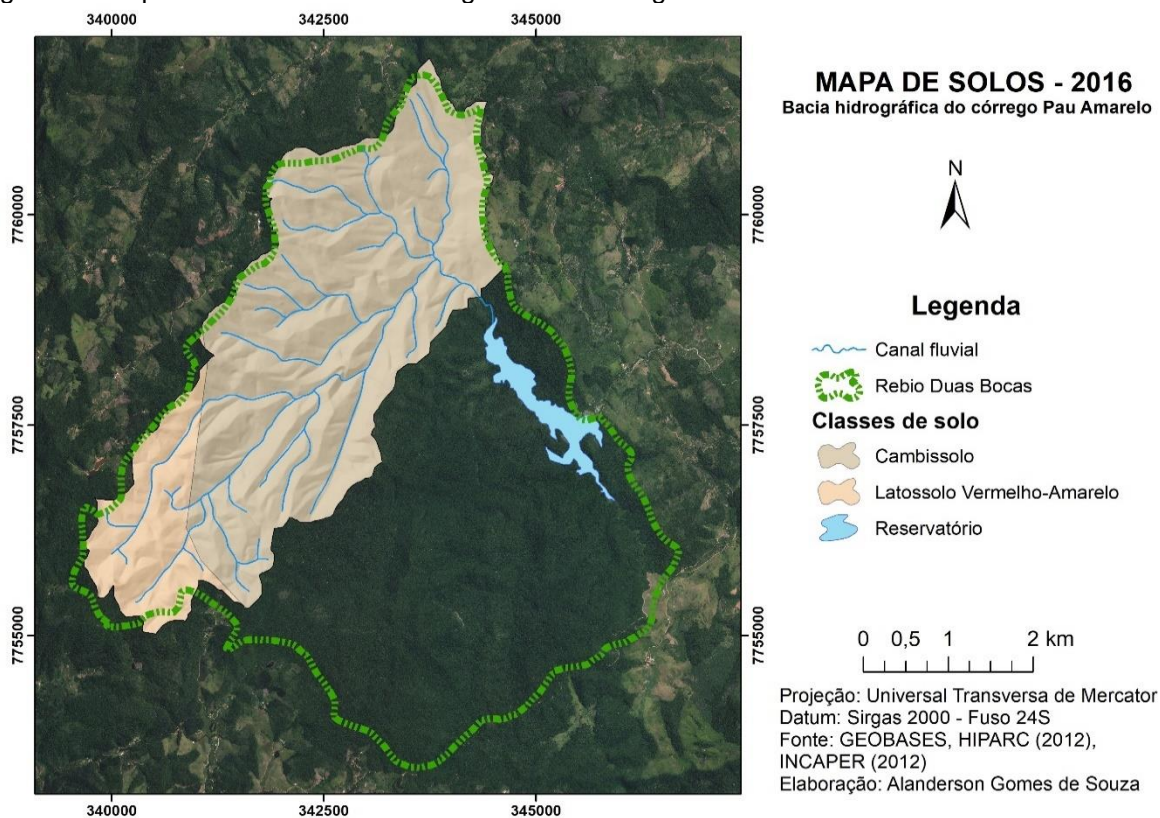 340000 342500 345000
7760000
7757500
7755000
7760000
7757500
7755000
340000 342500 345000
MAPA DE SOLOS - 2016
Bacia hidrográfica do córrego Pau Amarelo
N
Legenda
Canal fluvial
Rebio Duas Bocas
Classes de solo
Cambissolo
Latossolo Vermelho-Amarelo
Reservatório
0 0,5 1 2 km
Projeção: Universal Transversa de Mercator
Datum: Sirgas 2000 - Fuso 24S
Fonte: GEOBASES, HIPARC (2012),
INCAPER (2012)
Elaboração: Alanderson Gomes de Souza